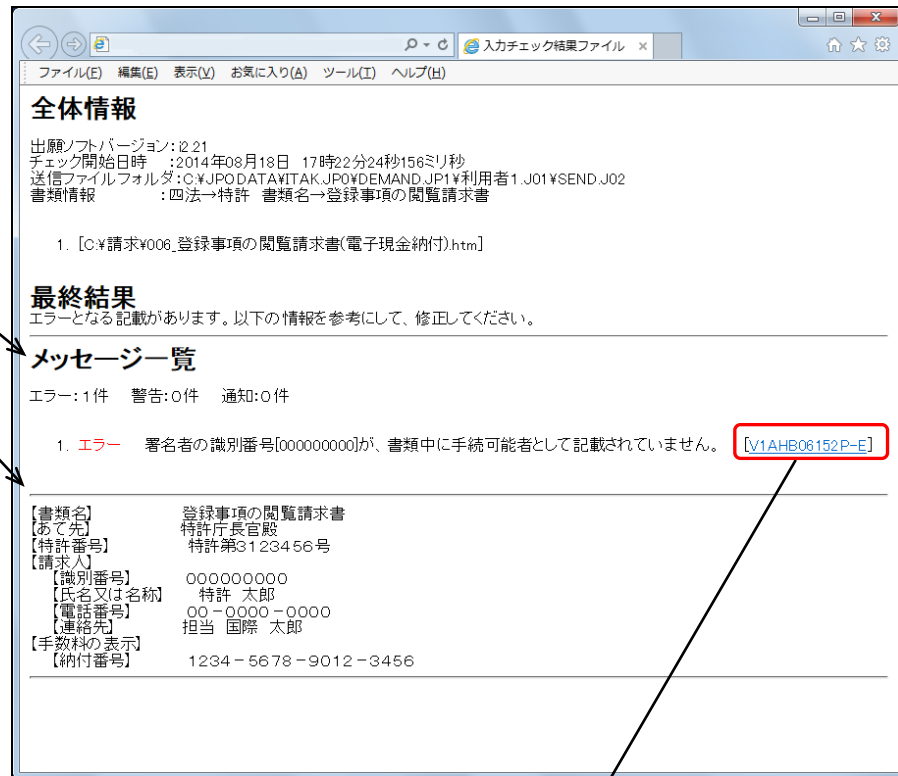 入力チェック結果ファイル ×
ファイル(F) 編集(E) 表示(V) お気に入り(A) ツール(T) ヘルプ(H)
全体情報
出願ソフトバージョン:i2.21
チェック開始日時 :2014年08月18日 17時22分24秒156ミリ秒
送信ファイルフォルダ:C:¥JPODATA¥ITAK.JP0¥DEMAND.JP1¥利用者1.J01¥SEND.J02
書類情報 :四法→特許 書類名→登録事項の閲覧請求書
1. [C:¥請求¥006_登録事項の閲覧請求書(電子現金納付).htm]
最終結果
エラーとなる記載があります。以下の情報を参考にして、修正してください。
メッセージ一覧
エラー:1件 警告:0件 通知:0件
1. エラー 署名者の識別番号[000000000]が、書類中に手続可能者として記載されていません。 [V1AHB06152P-E]
【書類名】 登録事項の閲覧請求書
【あて先】 特許庁長官殿
【特許番号】 特許第3123456号
【請求人】
【識別番号】 000000000
【氏名又は名称】 特許 太郎
【電話番号】 00-0000-0000
【連絡先】 担当 国際 太郎
【手数料の表示】
【納付番号】 1234-5678-9012-3456